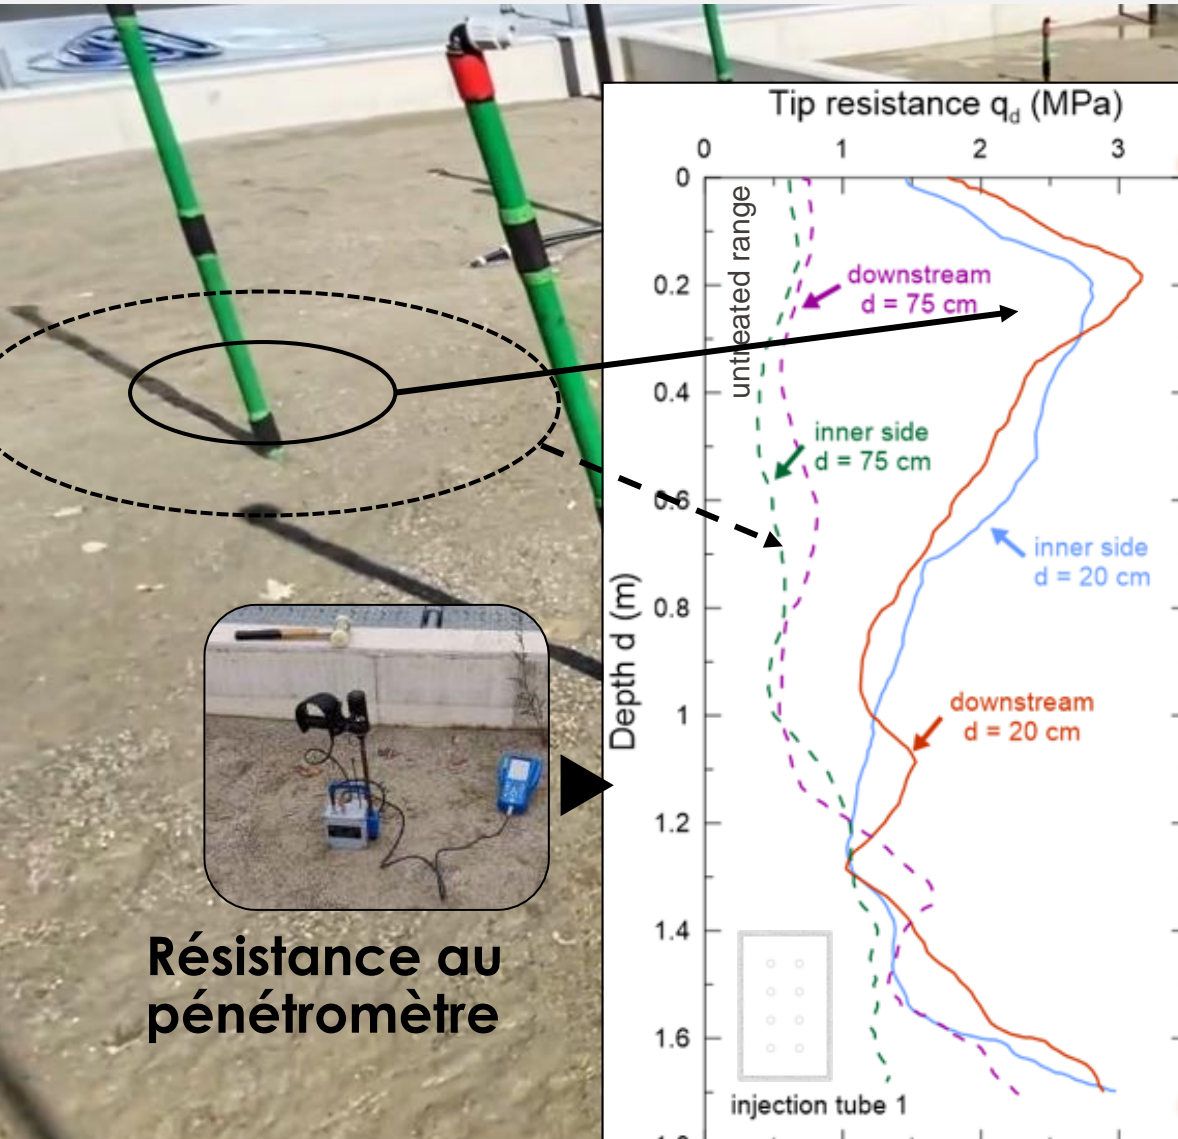 Tip resistance qd (MPa)
0 1 2 3
0
0.2
0.4
0.6
0.8
1
1.2
1.4
1.6
Depth d (m)
untreated range
downstream
d = 75 cm
inner side
d = 75 cm
inner side
d = 20 cm
downstream
d = 20 cm
injection tube 1
Résistance au
pénétromètre